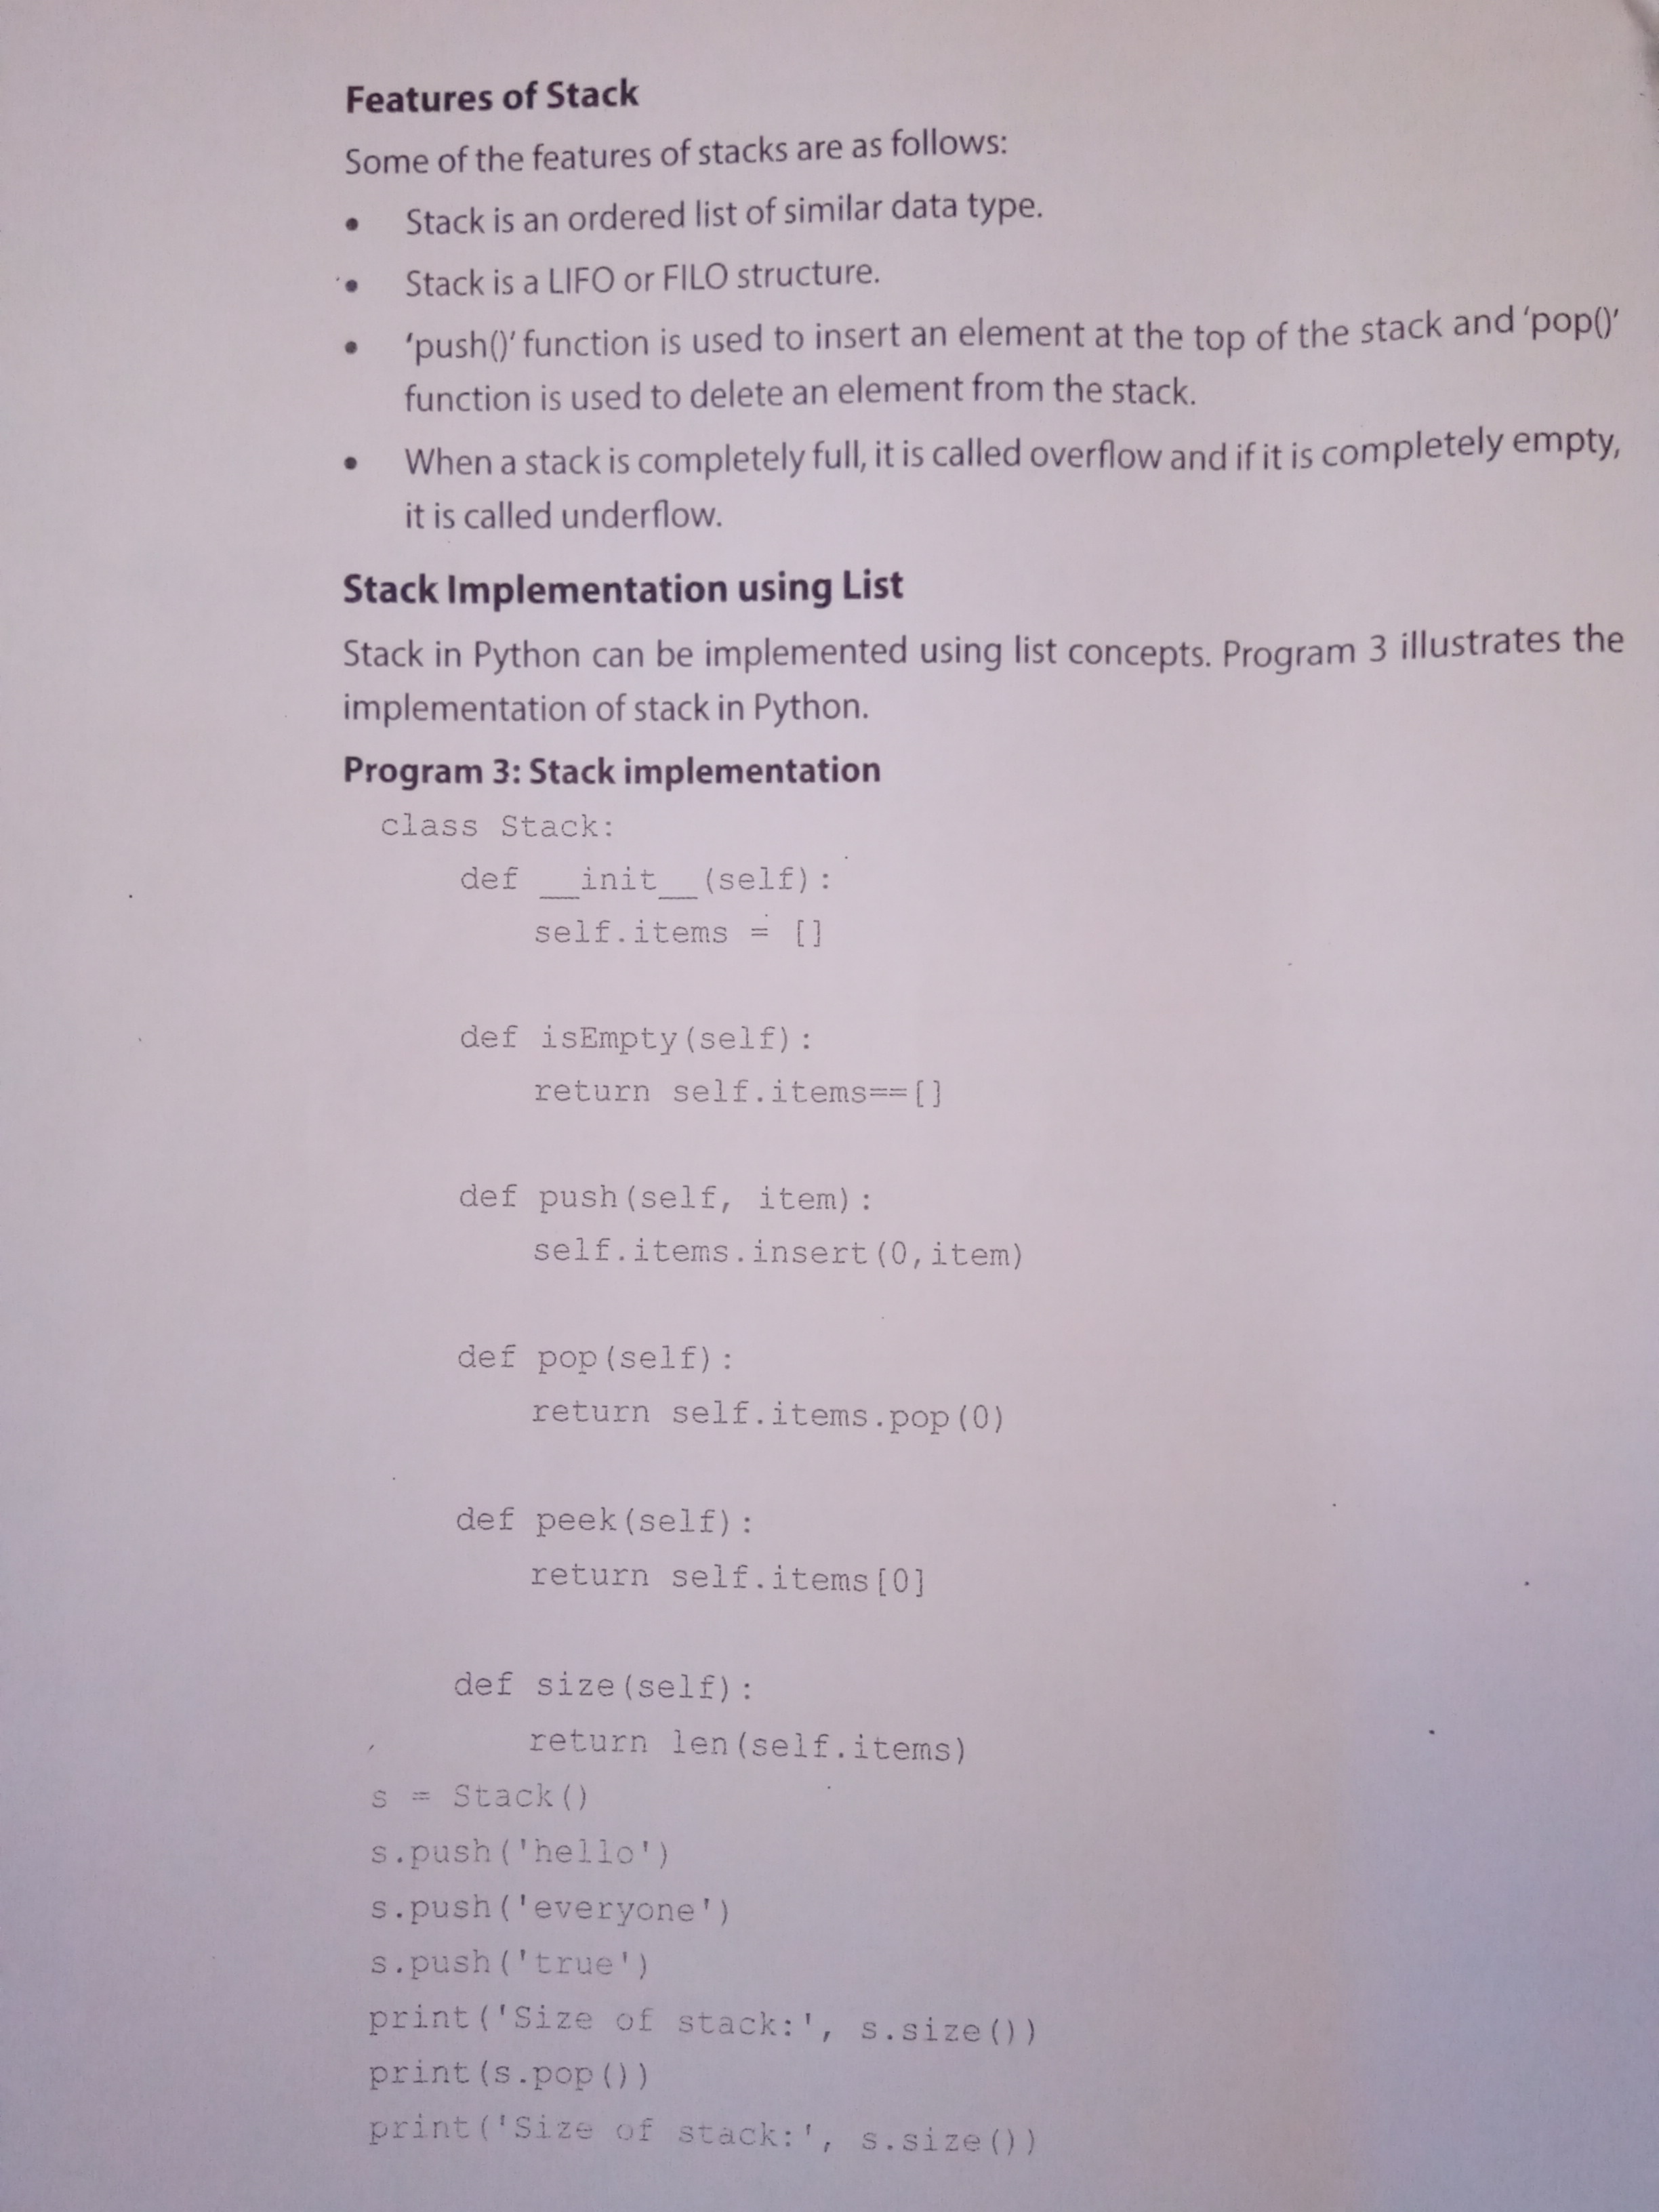 Features of Stack
Some of the features of stacks are as follows:
• Stack is an ordered list of similar data type.
• Stack is a LIFO or FILO structure.
• ‘push()’ function is used to insert an element at the top of the stack and ‘pop()’
function is used to delete an element from the stack.
• When a stack is completely full, it is called overflow and if it is completely empty,
it is called underflow.
Stack Implementation using List
Stack in Python can be implemented using list concepts. Program 3 illustrates the
implementation of stack in Python.
Program 3: Stack implementation
class Stack:
    def __init__(self):
        self.items = []
    def isEmpty(self):
        return self.items==[]
    def push(self, item):
        self.items.insert(0,item)
    def pop(self):
        return self.items.pop(0)
    def peek(self):
        return self.items[0]
    def size(self):
        return len(self.items)
s = Stack()
s.push('hello')
s.push('everyone')
s.push('true')
print('Size of stack:', s.size())
print(s.pop())
print('Size of stack:', s.size())